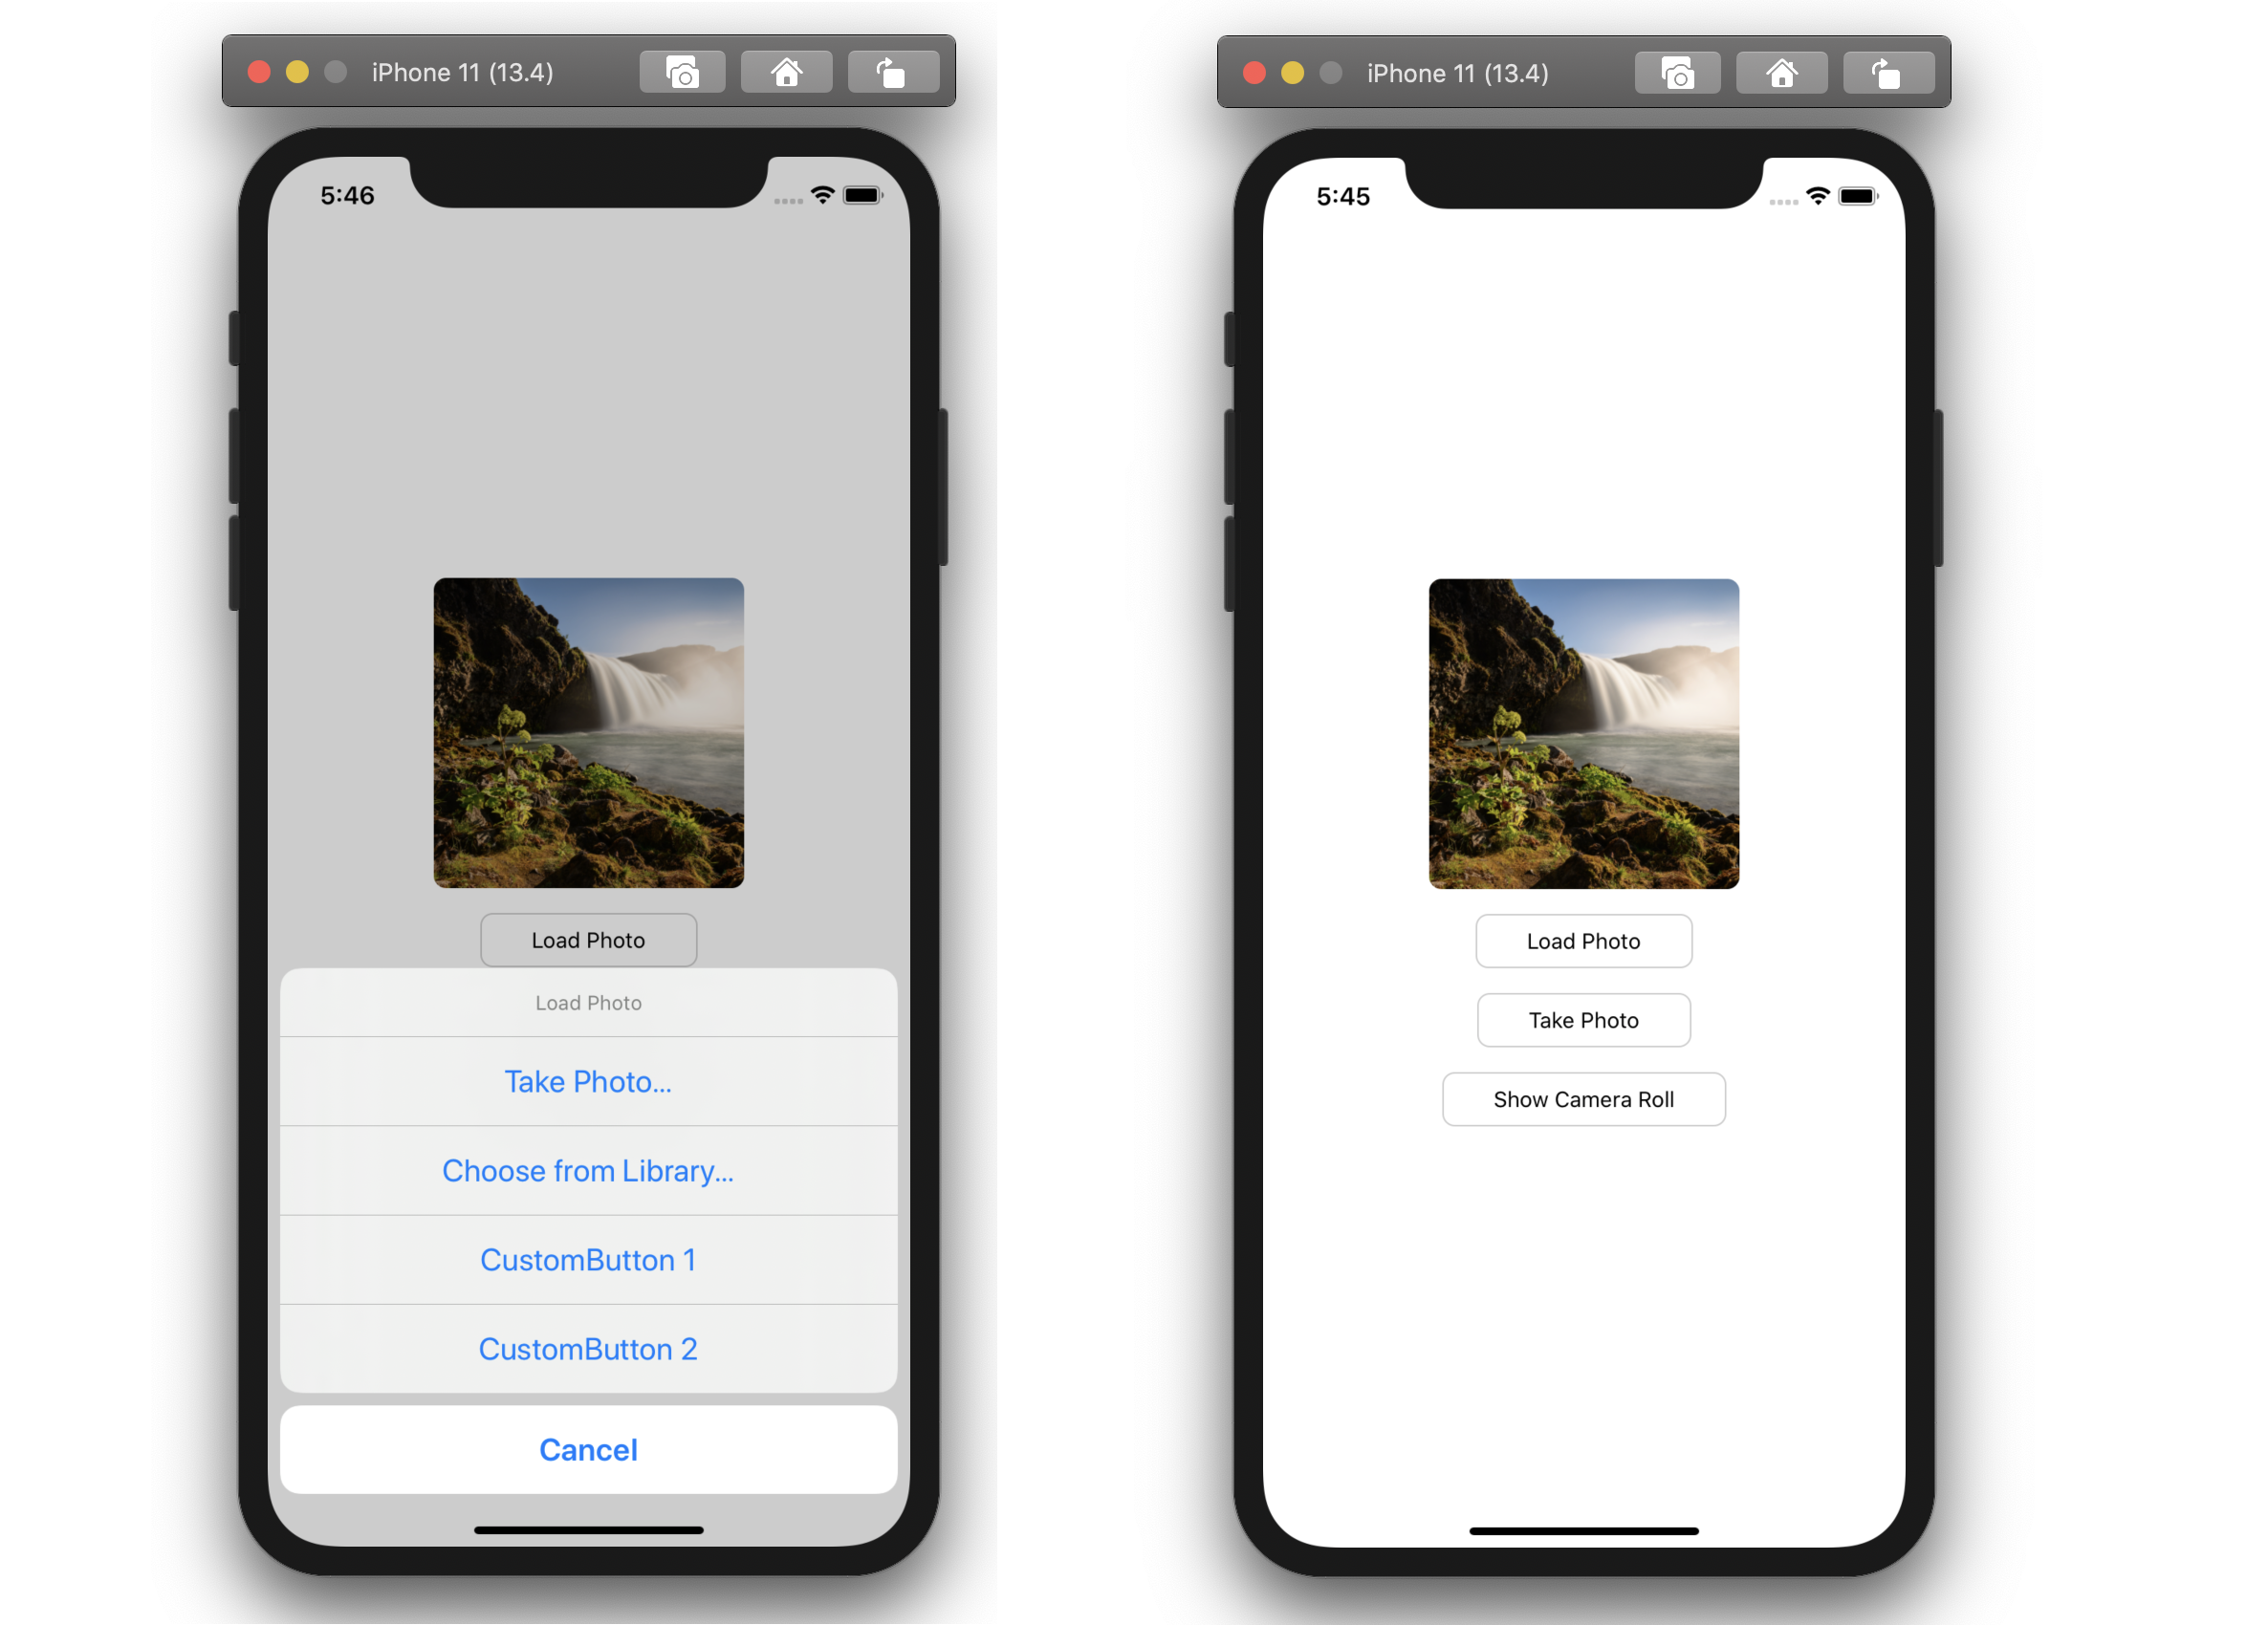 iPhone 11 (13.4)
5:46
Load Photo
Load Photo
Take Photo...
Choose from Library...
CustomButton 1
CustomButton 2
Cancel
iPhone 11 (13.4)
5:45
Load Photo
Take Photo
Show Camera Roll